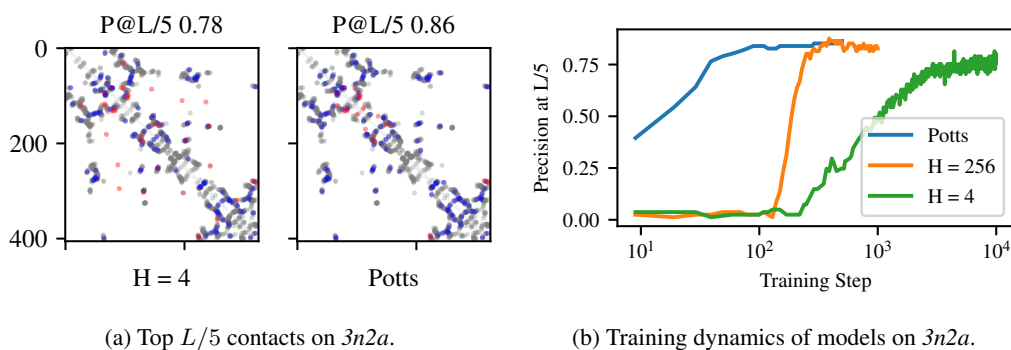 P@L/5 0.78
P@L/5 0.86
0
200
400
H = 4
Potts
(a) Top L/5 contacts on 3n2a.
Precision at L/5
0.75
0.50
0.25
0.00
Potts
H = 256
H = 4
10¹ 10² 10³ 10⁴
Training Step
(b) Training dynamics of models on 3n2a.